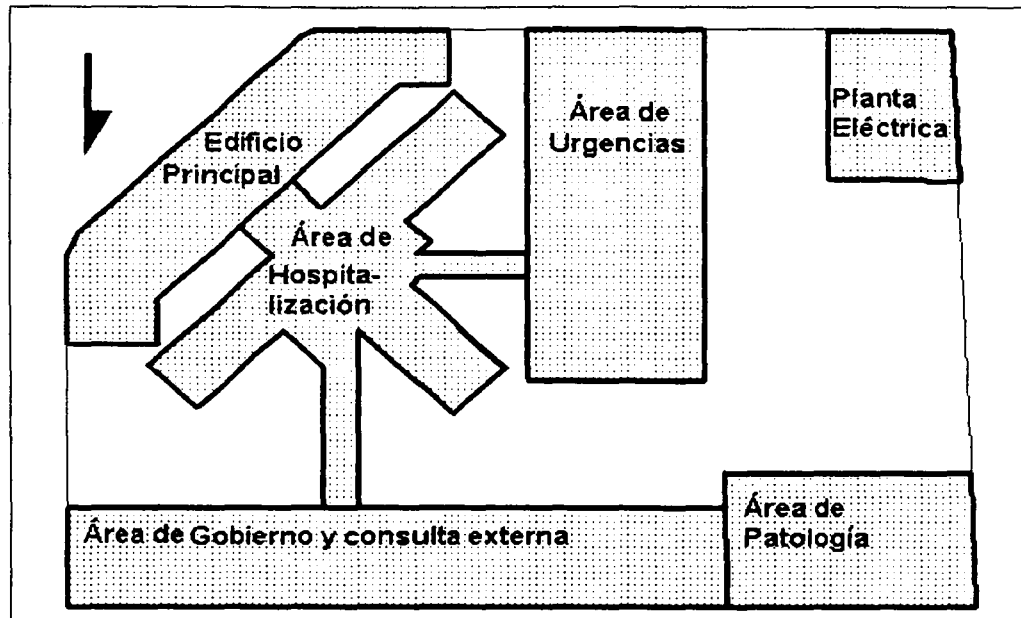 Edificio
Principal
Área de
Hospita-
lización
Área de
Urgencias
Planta
Eléctrica
Área de Gobierno y consulta externa
Área de
Patología